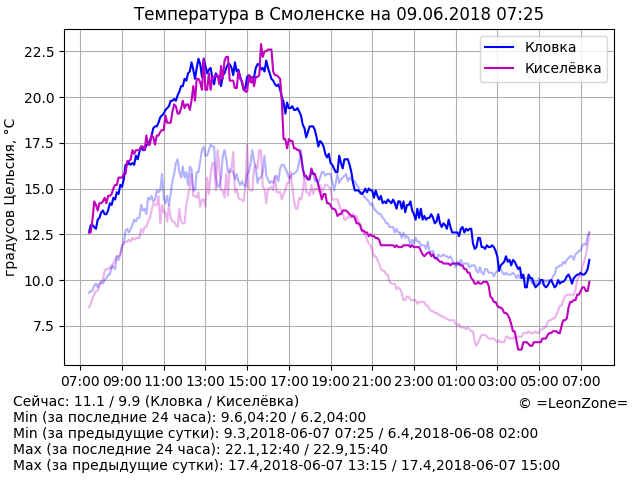 Температура в Смоленске на 09.06.2018 07:25
градусов Цельсия, °C
22.5
20.0
17.5
15.0
12.5
10.0
7.5
Кловка
Киселёвка
07:00 09:00 11:00 13:00 15:00 17:00 19:00 21:00 23:00 01:00 03:00 05:00 07:00
Сейчас: 11.1 / 9.9 (Кловка / Киселёвка)
© =LeonZone=
Min (за последние 24 часа): 9.6,04:20 / 6.2,04:00
Min (за предыдущие сутки): 9.3,2018-06-07 07:25 / 6.4,2018-06-08 02:00
Max (за последние 24 часа): 22.1,12:40 / 22.9,15:40
Max (за предыдущие сутки): 17.4,2018-06-07 13:15 / 17.4,2018-06-07 15:00